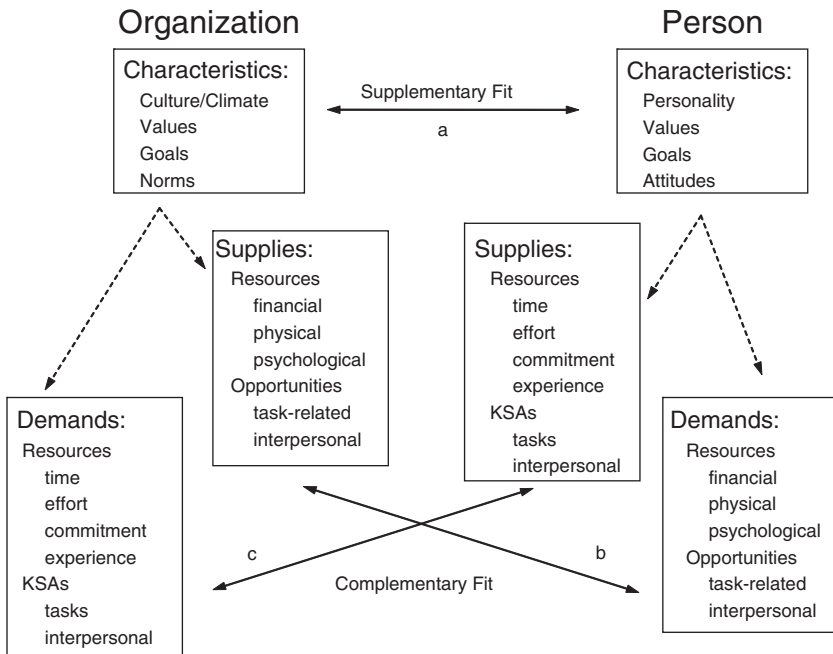 Organization
Person
Characteristics:
Culture/Climate
Values
Goals
Norms
Supplementary Fit
a
Characteristics:
Personality
Values
Goals
Attitudes
Supplies:
Resources
financial
physical
psychological
Opportunities
task-related
interpersonal
Supplies:
Resources
time
effort
commitment
experience
KSAs
tasks
interpersonal
Demands:
Resources
time
effort
commitment
experience
KSAs
tasks
interpersonal
Demands:
Resources
financial
physical
psychological
Opportunities
task-related
interpersonal
c
b
Complementary Fit